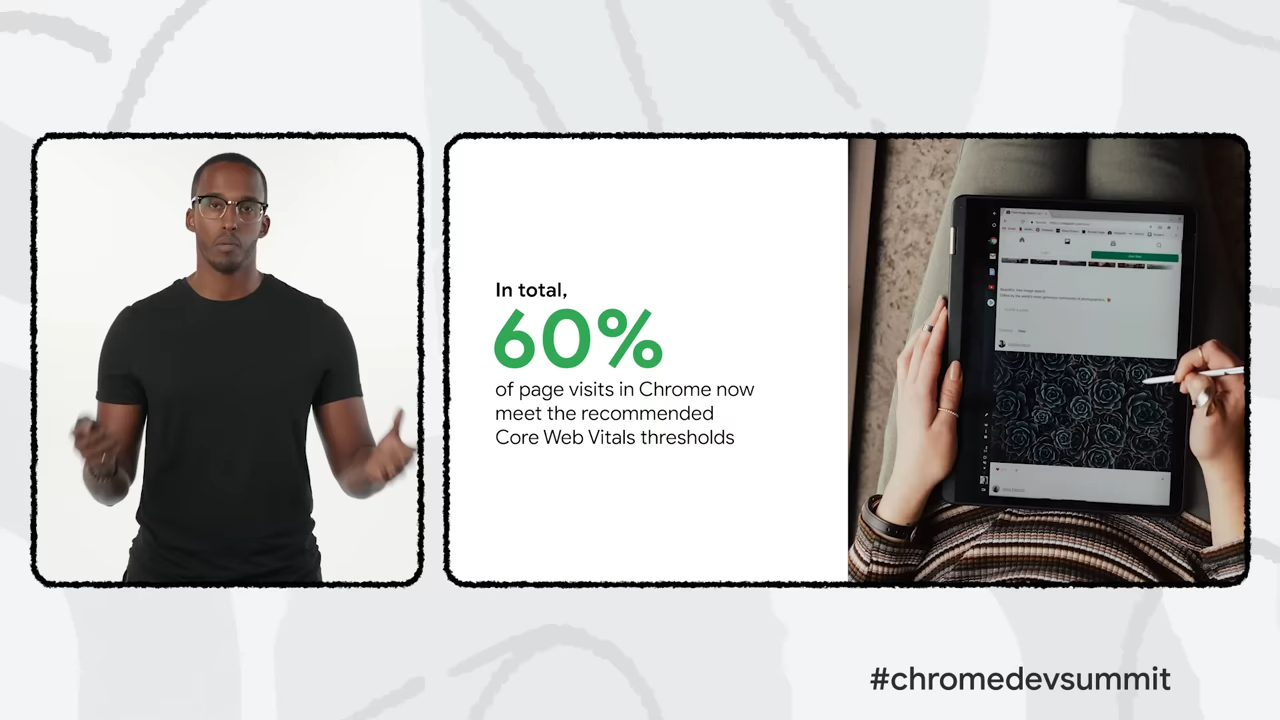 In total,
60%
of page visits in Chrome now
meet the recommended
Core Web Vitals thresholds
#chromedevsummit